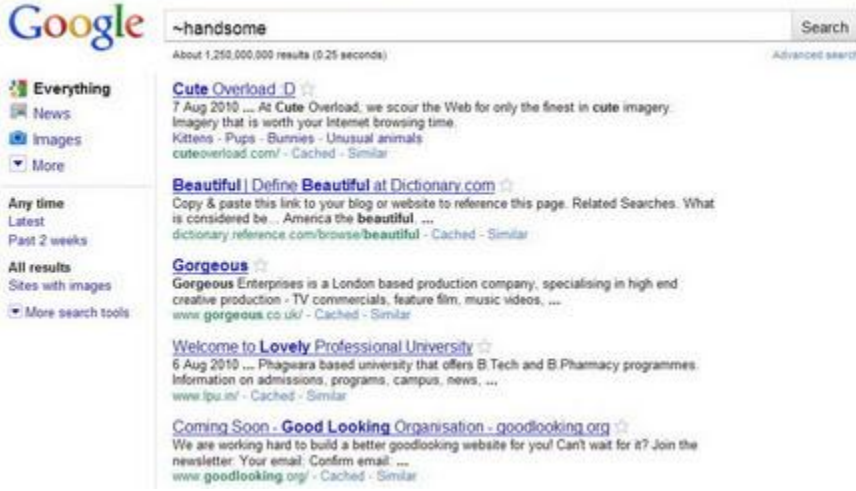 Google
~handsome
Search
About 1,250,000,000 results (0.25 seconds)
Advanced search
Everything
News
Images
More
Any time
Latest
Past 2 weeks
All results
Sites with images
More search tools
Cute Overload :D
7 Aug 2010 ... At Cute Overload, we scour the Web for only the finest in cute imagery.
Imagery that is worth your Internet browsing time.
Kittens - Pups - Bunnies - Unusual animals
cuteoverload.com/ - Cached - Similar
Beautiful | Define Beautiful at Dictionary.com
Copy & paste this link to your blog or website to reference this page. Related Searches. What
is considered be... America the beautiful. ...
dictionary.reference.com/browse/beautiful - Cached - Similar
Gorgeous
Gorgeous Enterprises is a London based production company, specialising in high end
creative production - TV commercials, feature film, music videos, ...
www.gorgeous.co.uk/ - Cached - Similar
Welcome to Lovely Professional University
6 Aug 2010 ... Phagwara based university that offers B.Tech and B.Pharmacy programmes.
Information on admissions, programs, campus, news, ...
www.lpu.in/ - Cached - Similar
Coming Soon - Good Looking Organisation - goodlooking.org
We are working hard to build a better goodlooking website for you! Can't wait for it? Join the
newsletter: Your email: Confirm email: ...
www.goodlooking.org/ - Cached - Similar